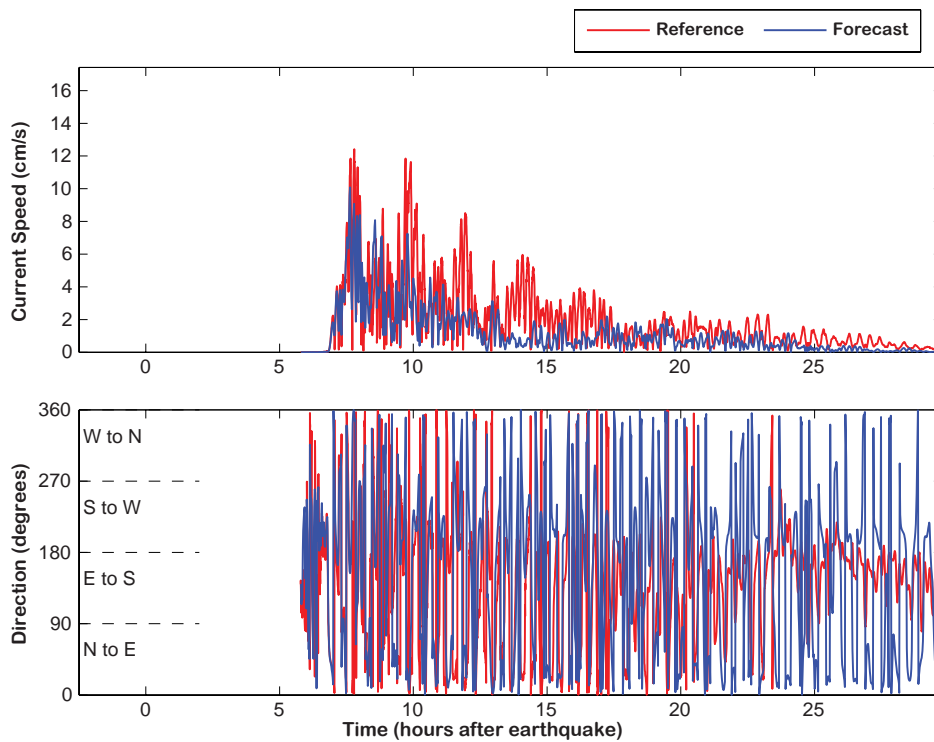 Reference Forecast
Current Speed (cm/s)
16
14
12
10
8
6
4
2
0
0 5 10 15 20 25
Direction (degrees)
360
W to N
270
S to W
180
E to S
90
N to E
0
0 5 10 15 20 25
Time (hours after earthquake)